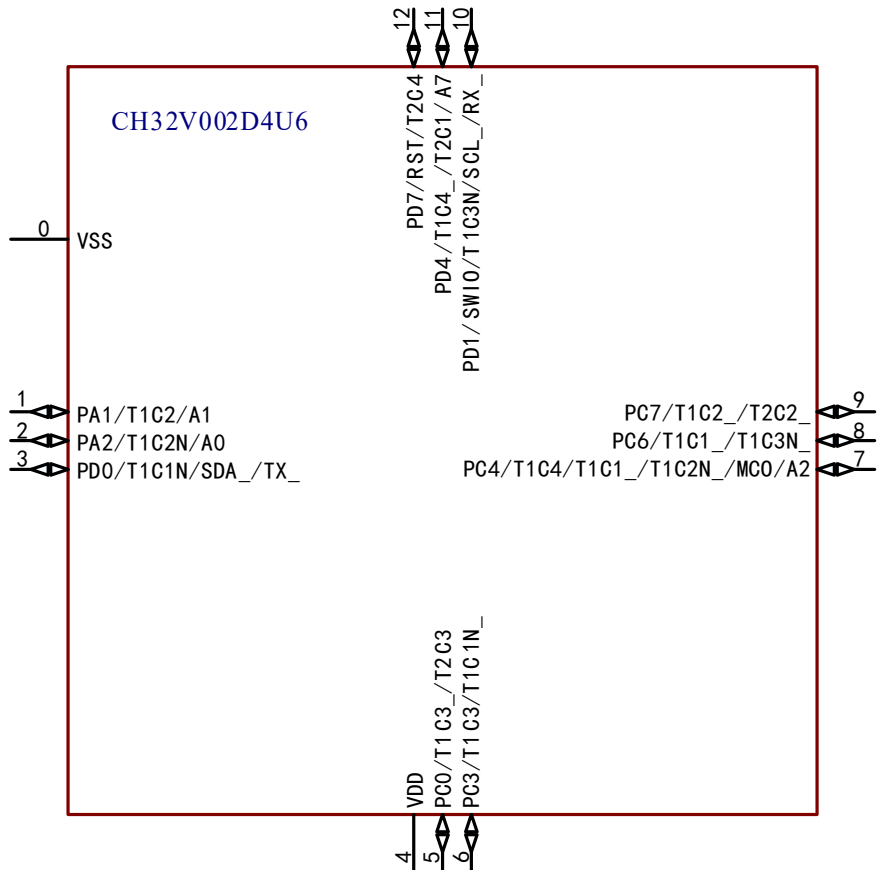 12
11
10
CH32V002D4U6
PD7/RST/T2C4
PD4/T1C4_/T2C1/A7
PD1/SWIO/T1C3N/SCL_/RX_
0
VSS
1
PA1/T1C2/A1
PC7/T1C2_/T2C2_
9
2
PA2/T1C2N/A0
PC6/T1C1_/T1C3N_
8
3
PD0/T1C1N/SDA_/TX_
PC4/T1C4/T1C1_/T1C2N_/MCO/A2
7
VDD
PC0/T1C3_/T2C3
PC3/T1C3/T1C1N_
4
5
6